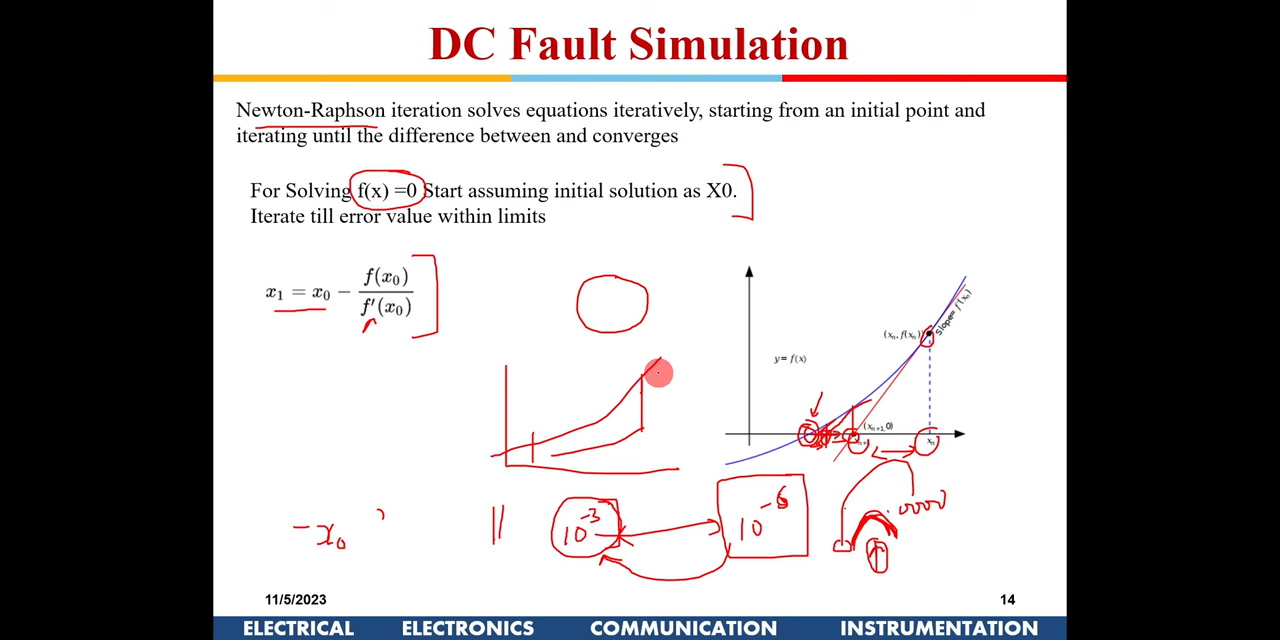 DC Fault Simulation
Newton-Raphson iteration solves equations iteratively, starting from an initial point and
iterating until the difference between and converges
For Solving f(x) =0 Start assuming initial solution as X0.
Iterate till error value within limits
x₁ = x₀ − f(x₀) / f′(x₀)
(xₙ, f(xₙ))
Slope= f'(xₙ)
y= f(x)
(xₙ₊₁,0)
xₙ
− x₀
10⁻³
10⁻⁶
11/5/2023
14
ELECTRICAL ELECTRONICS COMMUNICATION INSTRUMENTATION